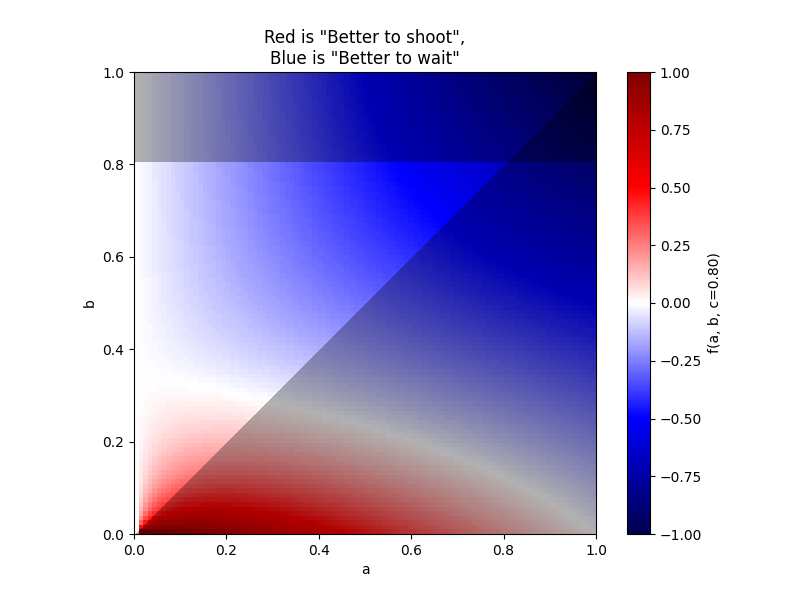 Red is "Better to shoot",
Blue is "Better to wait"
1.0
0.8
0.6
0.4
0.2
0.0
b
0.0 0.2 0.4 0.6 0.8 1.0
a
1.00
0.75
0.50
0.25
0.00
−0.25
−0.50
−0.75
−1.00
f(a, b, c=0.80)